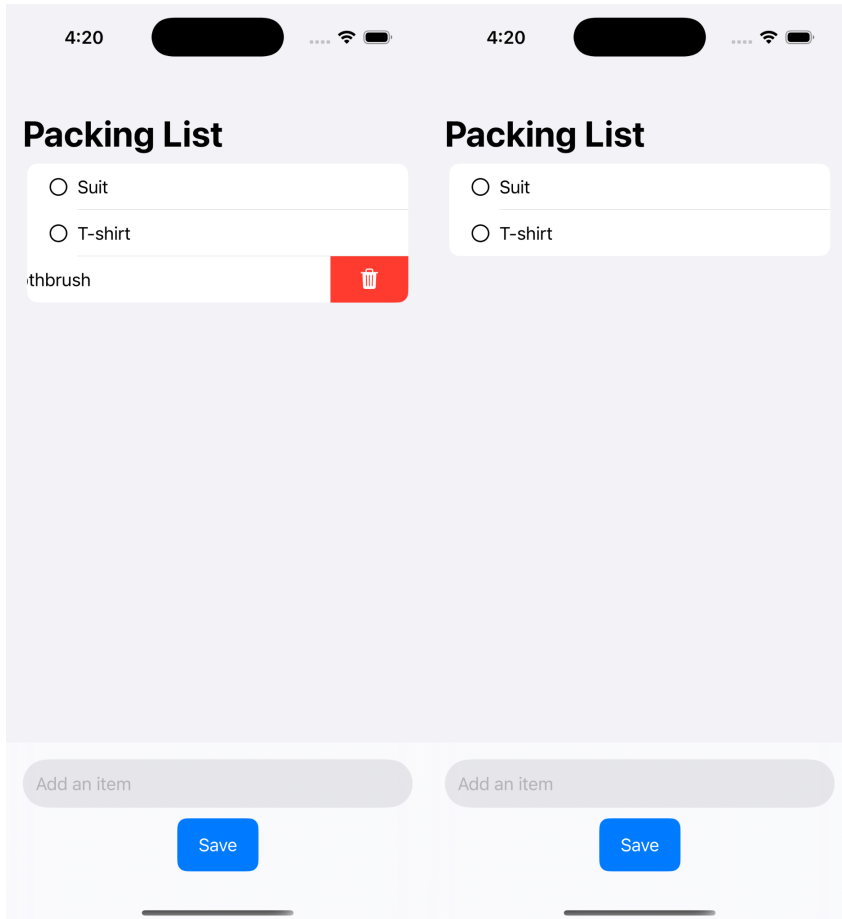 4:20
Packing List
Suit
T-shirt
thbrush
Add an item
Save
4:20
Packing List
Suit
T-shirt
Add an item
Save